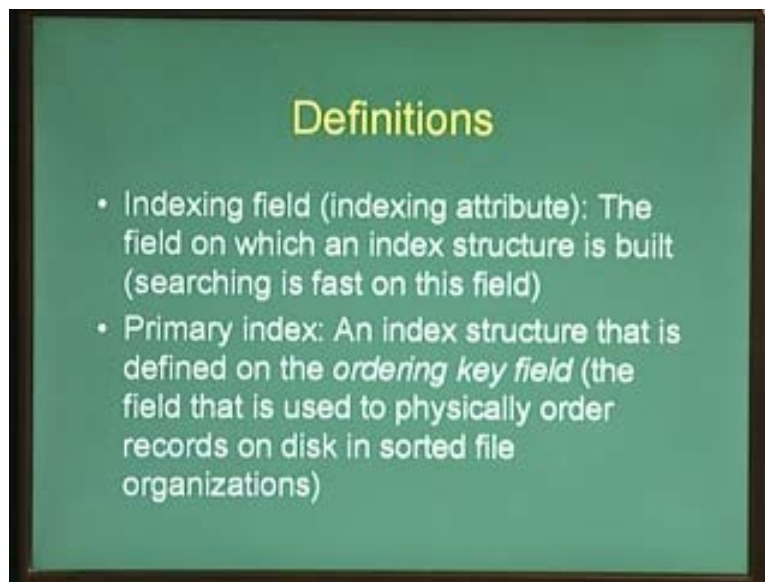 Definitions
• Indexing field (indexing attribute): The
field on which an index structure is built
(searching is fast on this field)
• Primary index: An index structure that is
defined on the ordering key field (the
field that is used to physically order
records on disk in sorted file
organizations)